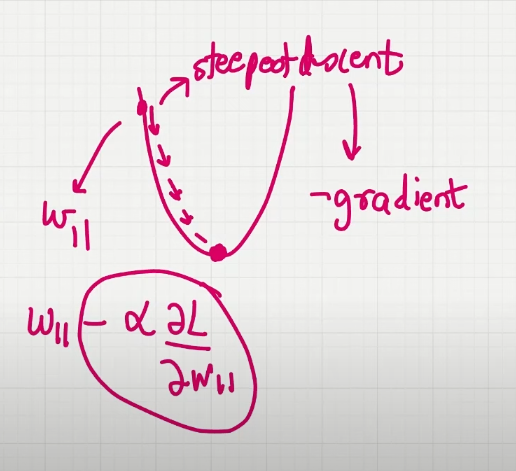 steepest descent
-gradient
W11
W11 - α ∂L
∂W11